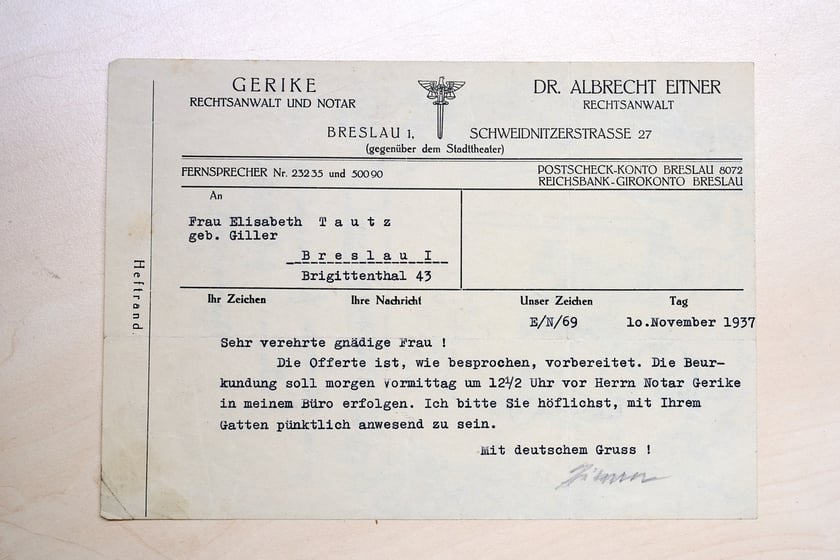 GERIKE
RECHTSANWALT UND NOTAR
DR. ALBRECHT EITNER
RECHTSANWALT
BRESLAU 1, SCHWEIDNITZERSTRASSE 27
(gegenüber dem Stadttheater)
FERNSPRECHER Nr. 23235 und 50090
POSTSCHECK-KONTO BRESLAU 8072
REICHSBANK-GIROKONTO BRESLAU
An
Frau Elisabeth T a u t z
geb. Giller
B r e s l a u I
Brigittenthal 43
Heftrand.
Ihr Zeichen Ihre Nachricht Unser Zeichen Tag
E/N/69 1o.November 1937
Sehr verehrte gnädige Frau !
Die Offerte ist, wie besprochen, vorbereitet. Die Beur-
kundung soll morgen Vormittag um 12½ Uhr vor Herrn Notar Gerike
in meinem Büro erfolgen. Ich bitte Sie höflichst, mit Ihrem
Gatten pünktlich anwesend zu sein.
Mit deutschem Gruss !